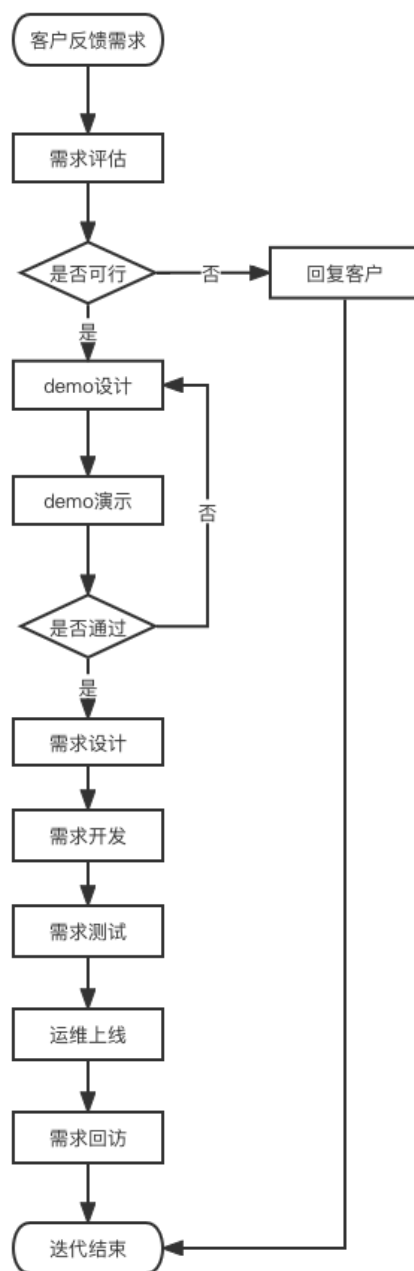 客户反馈需求
需求评估
是否可行
否
回复客户
是
demo设计
demo演示
否
是否通过
是
需求设计
需求开发
需求测试
运维上线
需求回访
迭代结束